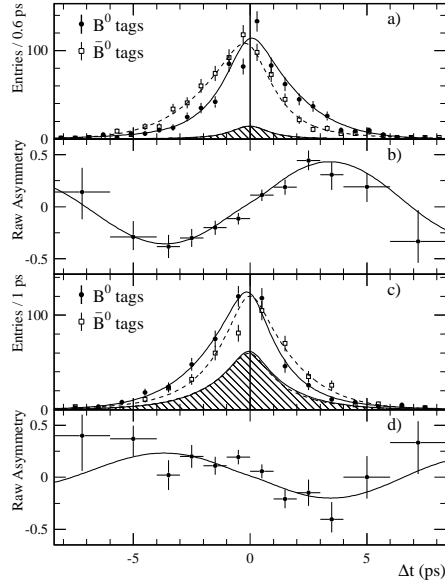 Entries / 0.6 ps
100
0
B⁰ tags
B̄⁰ tags
a)
Raw Asymmetry
0.5
0
-0.5
b)
Entries / 1 ps
100
0
B⁰ tags
B̄⁰ tags
c)
Raw Asymmetry
0.5
0
-0.5
d)
-5 0 5
Δt (ps)